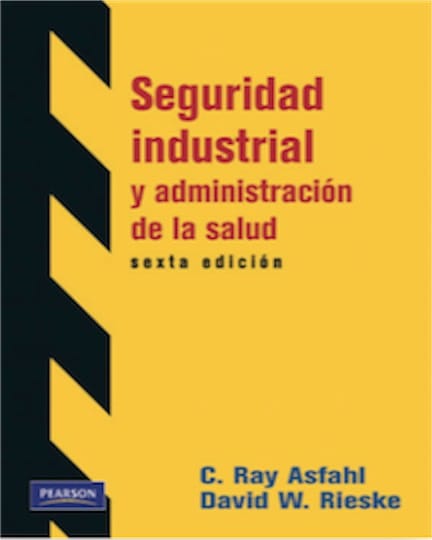 Seguridad
industrial
y administración
de la salud
sexta edición
C. Ray Asfahl
David W. Rieske
PEARSON